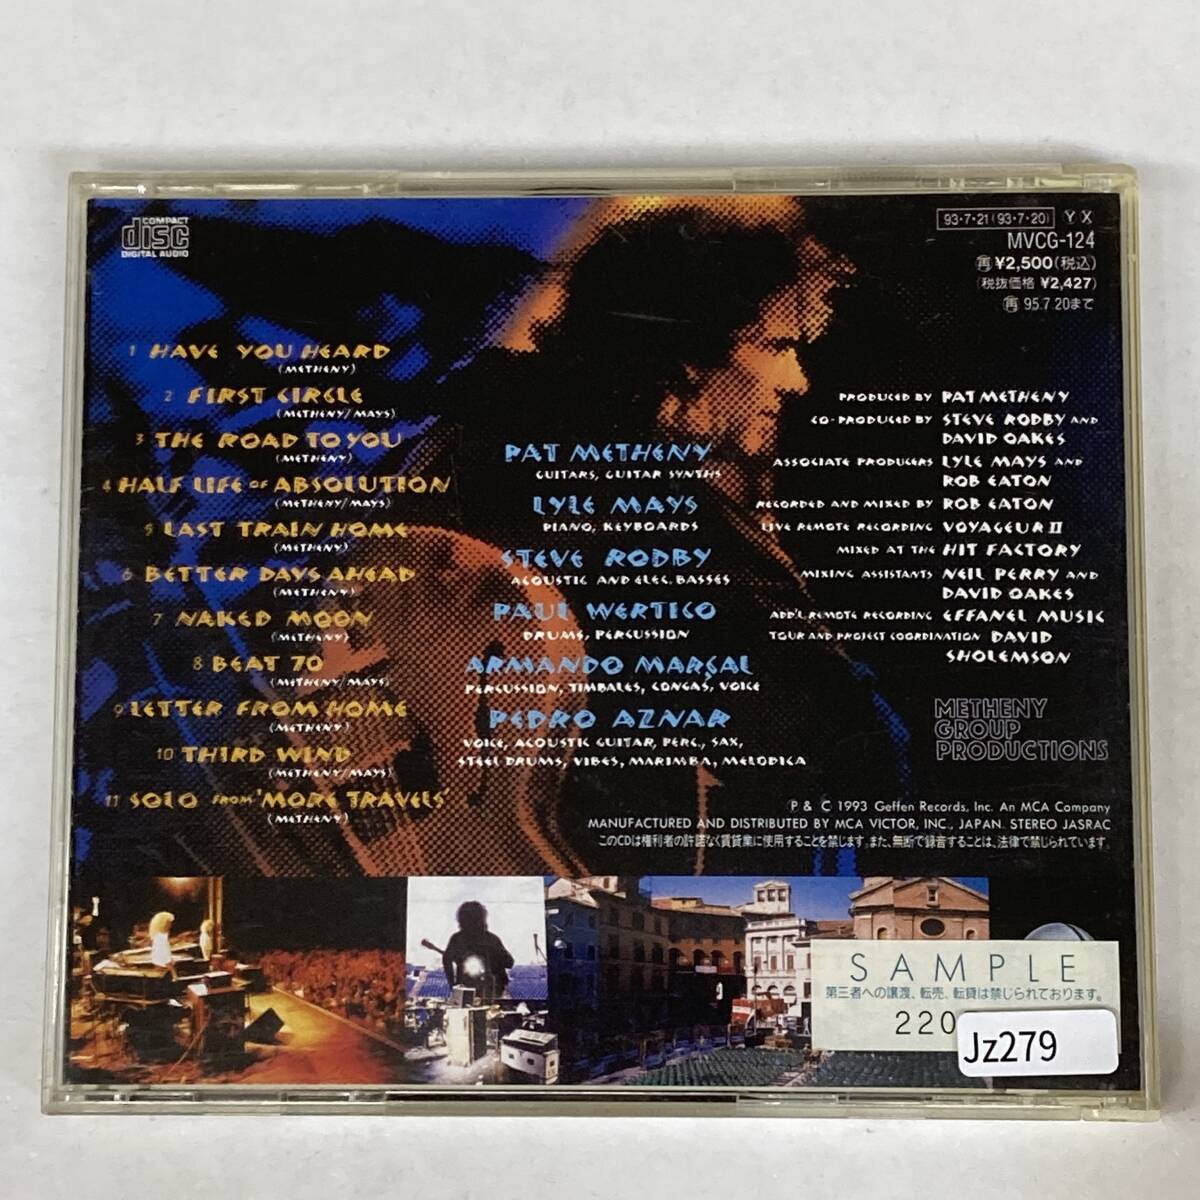 COMPACT
disc
DIGITAL AUDIO
93・7・21(93・7・20) Y X
MVCG-124
再 ¥2,500(税込)
(税抜価格 ¥2,427)
再 95.7.20まで
1 HAVE YOU HEARD
(METHENY)
2 FIRST CIRCLE
(METHENY/MAYS)
3 THE ROAD TO YOU
(METHENY)
4 HALF LIFE OF ABSOLUTION
(METHENY/MAYS)
5 LAST TRAIN HOME
(METHENY)
6 BETTER DAYS AHEAD
(METHENY)
7 NAKED MOON
(METHENY)
8 BEAT 70
(METHENY/MAYS)
9 LETTER FROM HOME
(METHENY)
10 THIRD WIND
(METHENY/MAYS)
11 SOLO FROM 'MORE TRAVELS'
(METHENY)
PAT METHENY
GUITARS, GUITAR SYNTHS
LYLE MAYS
PIANO, KEYBOARDS
STEVE RODBY
ACOUSTIC AND ELEC. BASSES
PAUL WERTICO
DRUMS, PERCUSSION
ARMANDO MARÇAL
PERCUSSION, TIMBALES, CONGAS, VOICE
PEDRO AZNAR
VOICE, ACOUSTIC GUITAR, PERC., SAX,
STEEL DRUMS, VIBES, MARIMBA, MELODICA
PRODUCED BY PAT METHENY
CO-PRODUCED BY STEVE RODBY AND
DAVID OAKES
ASSOCIATE PRODUCERS LYLE MAYS AND
ROB EATON
RECORDED AND MIXED BY ROB EATON
LIVE REMOTE RECORDING VOYAGEUR II
MIXED AT THE HIT FACTORY
MIXING ASSISTANTS NEIL PERRY AND
DAVID OAKES
ADD'L REMOTE RECORDING EFFANEL MUSIC
TOUR AND PROJECT COORDINATION DAVID
SHOLEMSON
METHENY
GROUP
PRODUCTIONS
℗ & © 1993 Geffen Records, Inc. An MCA Company
MANUFACTURED AND DISTRIBUTED BY MCA VICTOR, INC., JAPAN. STEREO JASRAC
このCDは権利者の許諾なく賃貸業に使用することを禁じます。また、無断で録音することは、法律で禁じられています。
SAMPLE
第三者への譲渡、転売、転貸は禁じられております。
220
Jz279